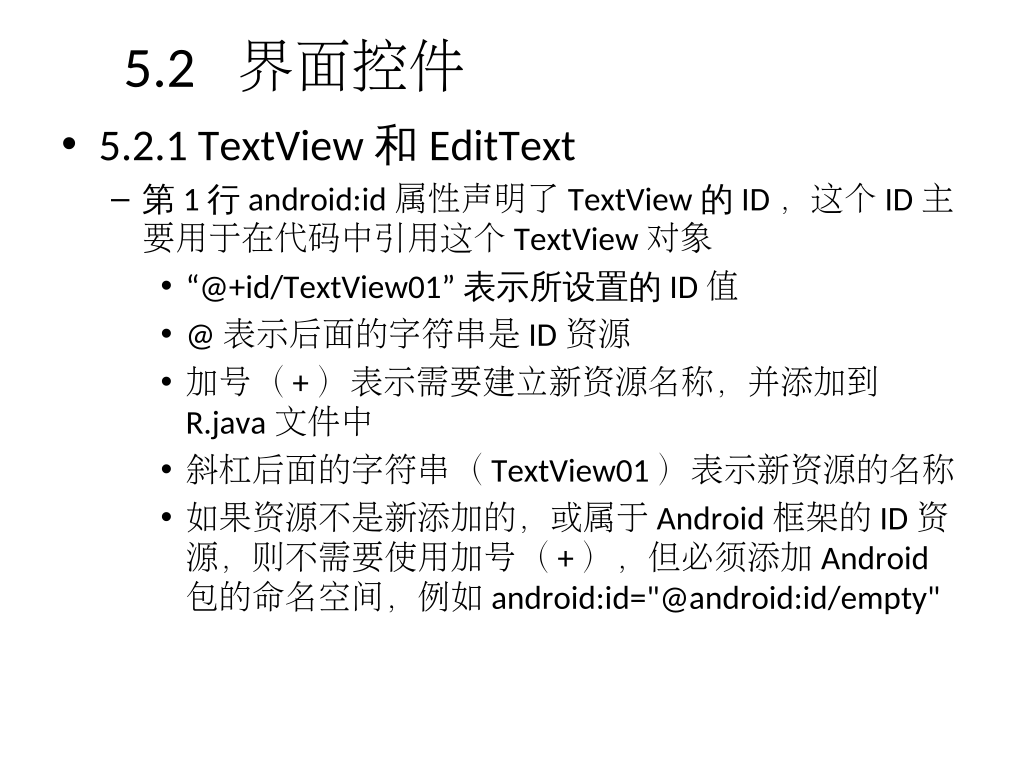 5.2 界面控件
• 5.2.1 TextView 和 EditText
– 第 1 行 android:id 属性声明了 TextView 的 ID ，这个 ID 主
要用于在代码中引用这个 TextView 对象
• “@+id/TextView01” 表示所设置的 ID 值
• @ 表示后面的字符串是 ID 资源
• 加号（ + ）表示需要建立新资源名称，并添加到
R.java 文件中
• 斜杠后面的字符串（ TextView01 ）表示新资源的名称
• 如果资源不是新添加的，或属于 Android 框架的 ID 资
源，则不需要使用加号（ + ），但必须添加 Android
包的命名空间，例如 android:id="@android:id/empty"